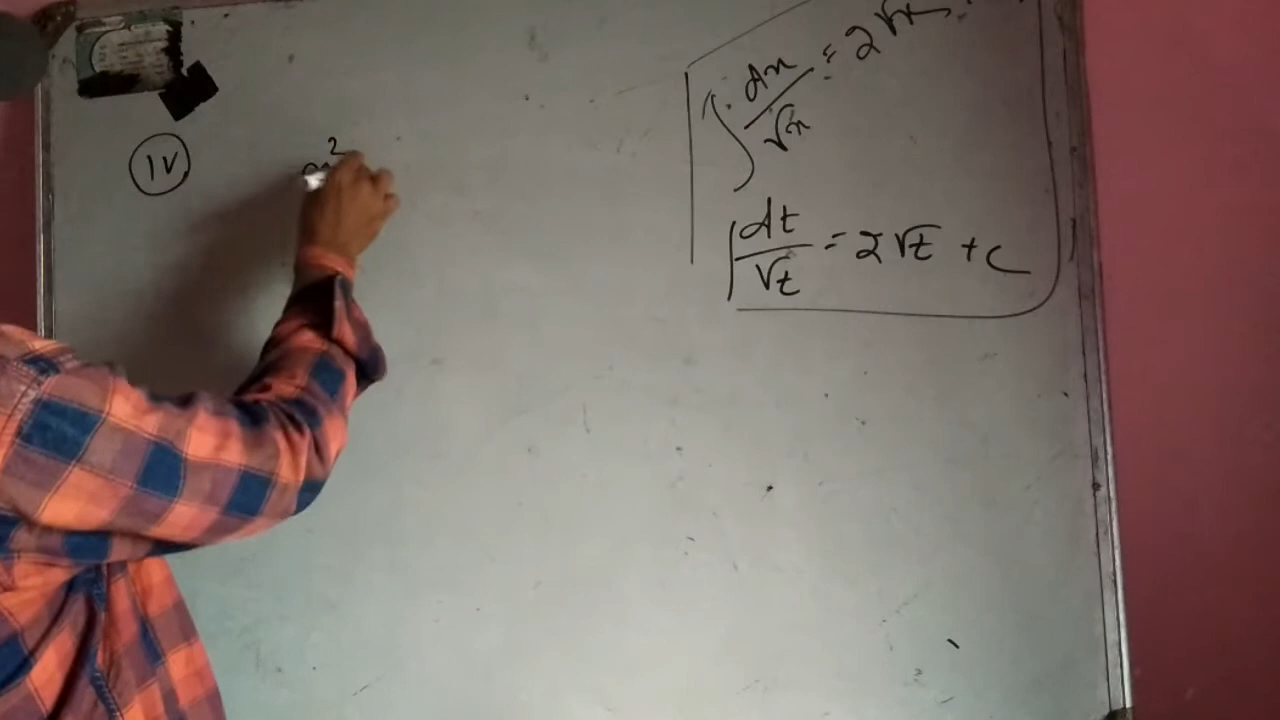 IV
x²
∫ dx/√x = 2√x
∫ dt/√t = 2√t + c